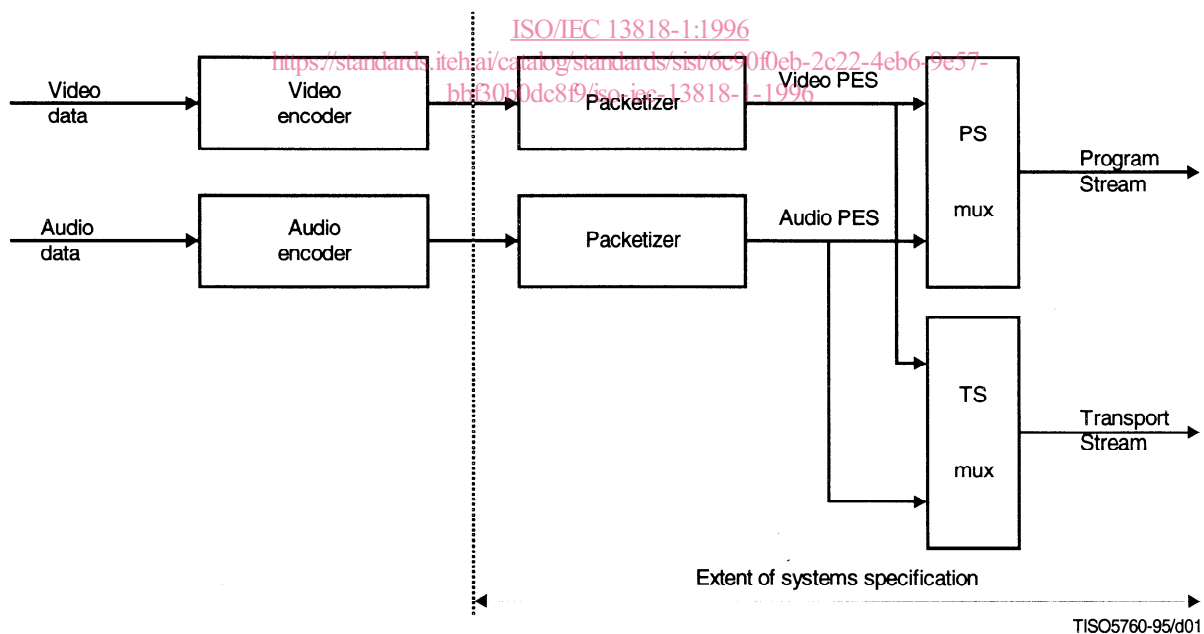 ISO/IEC 13818-1:1996
https://standards.iteh.ai/catalog/standards/sist/6c90f0eb-2c22-4eb6-9e57-
bbf30b0dc8f9/iso-iec-13818-1-1996
Video
data
Video
encoder
Packetizer
Video PES
PS
mux
Program
Stream
Audio
data
Audio
encoder
Packetizer
Audio PES
TS
mux
Transport
Stream
Extent of systems specification
TISO5760-95/d01